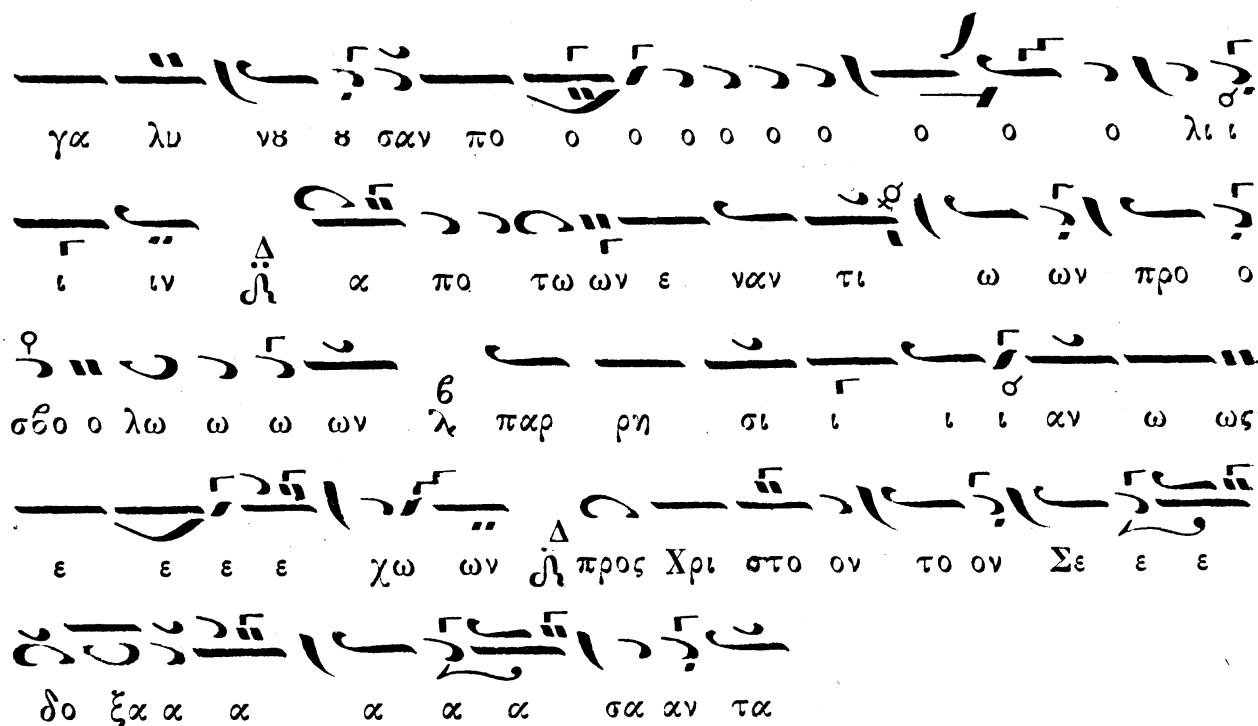 γα λυ νȣ ȣ σαν πο ο ο ο ο ο ο ο ο ο λι ι
ι ιν Δ α πο τω ων ε ναν τι ω ων προ ο
σβο ο λω ω ω ων β λ παρ ρη σι ι ι ι αν ω ως
ε ε ε ε χω ων Δ προς Χρι στο ον το ον Σε ε ε
δο ξα α α α α α σα αν τα